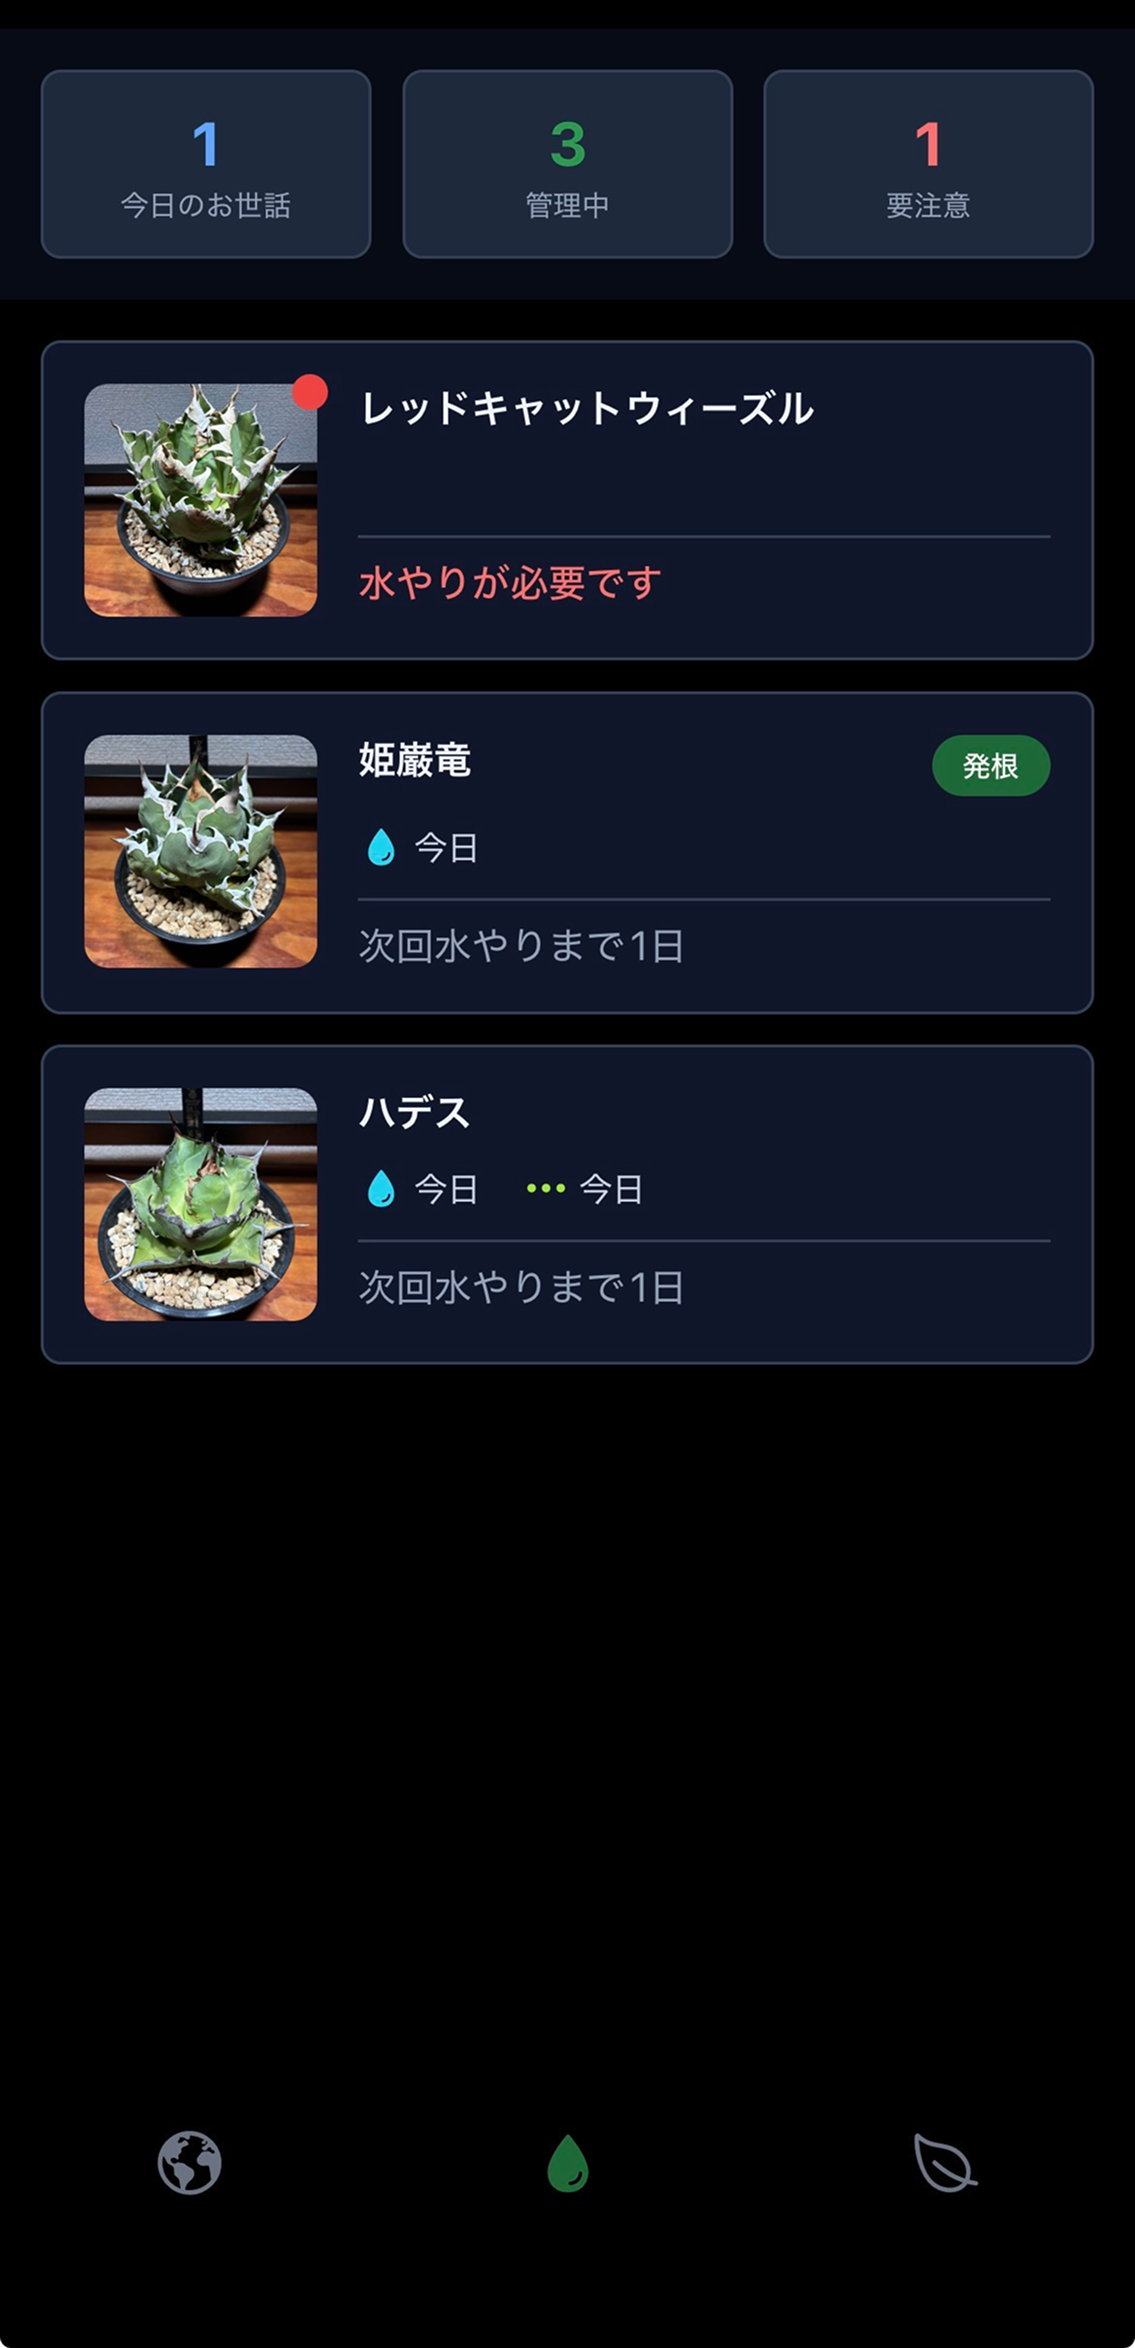 1
今日のお世話
3
管理中
1
要注意
レッドキャットウィーズル
水やりが必要です
姫巌竜
発根
今日
次回水やりまで1日
ハデス
今日 今日
次回水やりまで1日